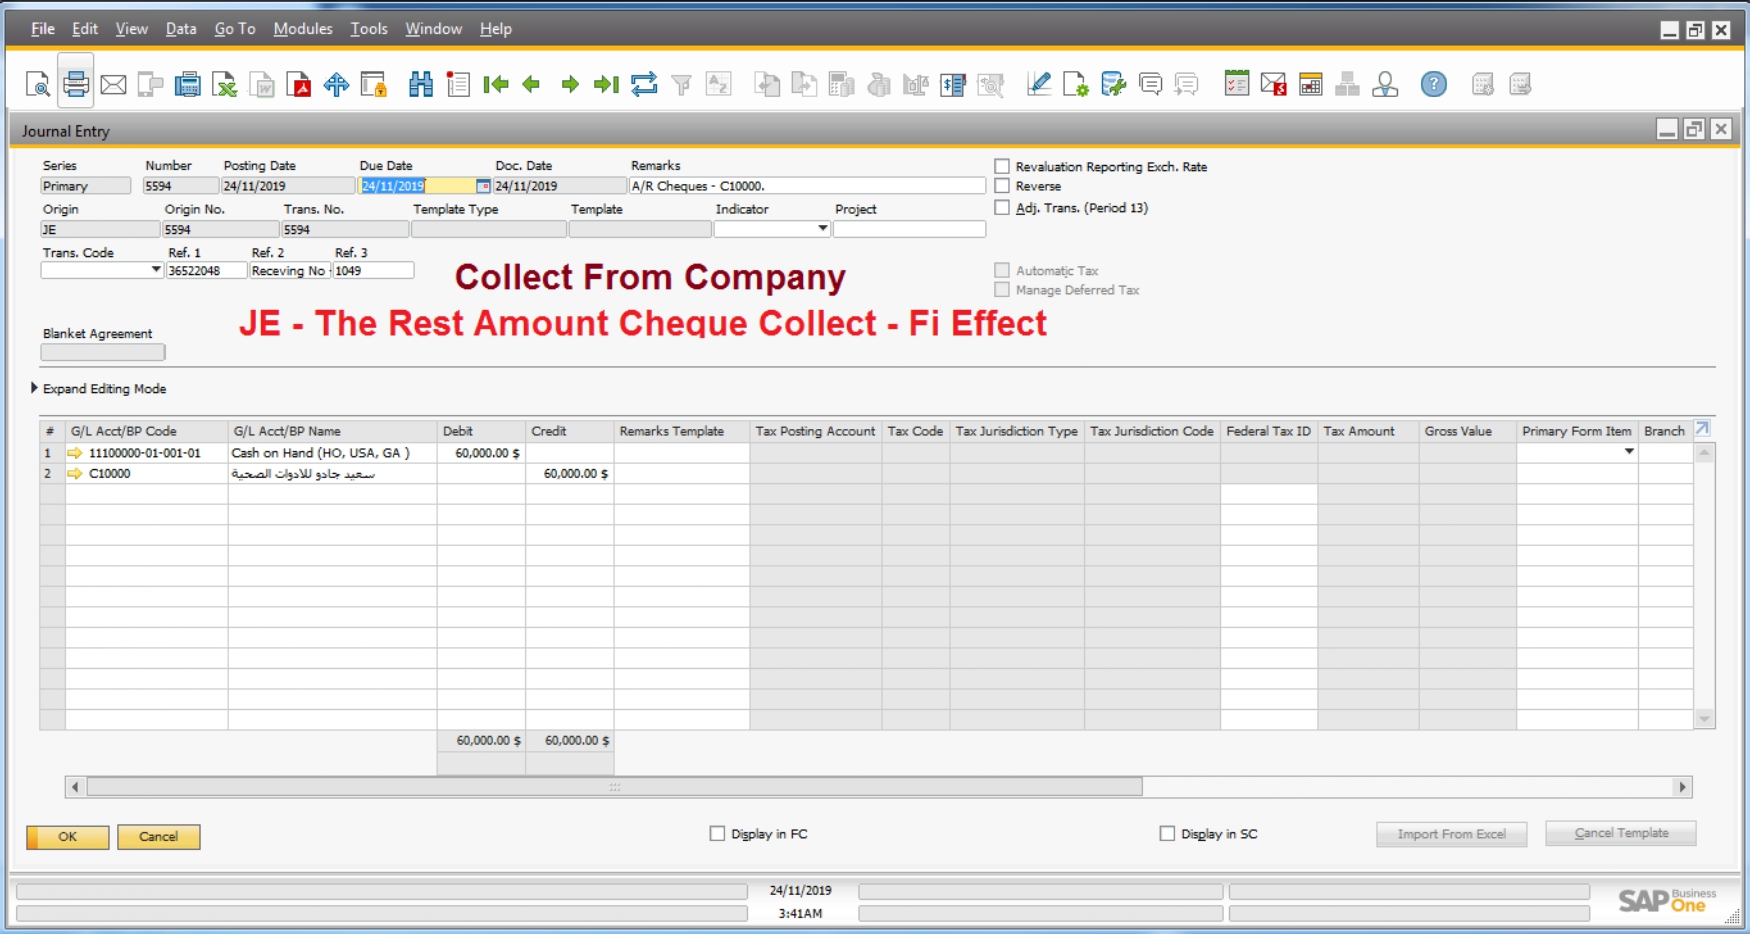 File Edit View Data Go To Modules Tools Window Help
Journal Entry
Series Number Posting Date Due Date Doc. Date Remarks
Primary 5594 24/11/2019 24/11/2019 24/11/2019 A/R Cheques - C10000.
Revaluation Reporting Exch. Rate
Reverse
Adj. Trans. (Period 13)
Origin Origin No. Trans. No. Template Type Template Indicator Project
JE 5594 5594
Trans. Code Ref. 1 Ref. 2 Ref. 3
36522048 Receving No 1049
Automatic Tax
Manage Deferred Tax
Collect From Company
JE - The Rest Amount Cheque Collect - Fi Effect
Blanket Agreement
Expand Editing Mode
# G/L Acct/BP Code G/L Acct/BP Name Debit Credit Remarks Template Tax Posting Account Tax Code Tax Jurisdiction Type Tax Jurisdiction Code Federal Tax ID Tax Amount Gross Value Primary Form Item Branch
1 11100000-01-001-01 Cash on Hand (HO, USA, GA ) 60,000.00 $
2 C10000 سعيد جادو للادوات الصحية 60,000.00 $
60,000.00 $ 60,000.00 $
OK Cancel Display in FC Display in SC Import From Excel Cancel Template
24/11/2019
3:41AM
SAP Business One